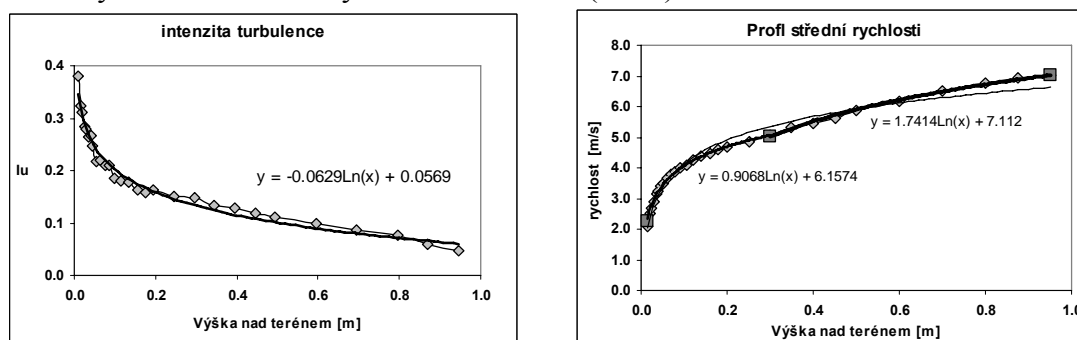 intenzita turbulence
0.4
0.3
0.2
0.1
0.0
Iu
y = -0.0629Ln(x) + 0.0569
0.0 0.2 0.4 0.6 0.8 1.0
Výška nad terénem [m]
Profl střední rychlosti
8.0
7.0
6.0
5.0
4.0
3.0
2.0
1.0
0.0
rychlost [m/s]
y = 1.7414Ln(x) + 7.112
y = 0.9068Ln(x) + 6.1574
0.0 0.2 0.4 0.6 0.8 1.0
Výška nad terénem [m]